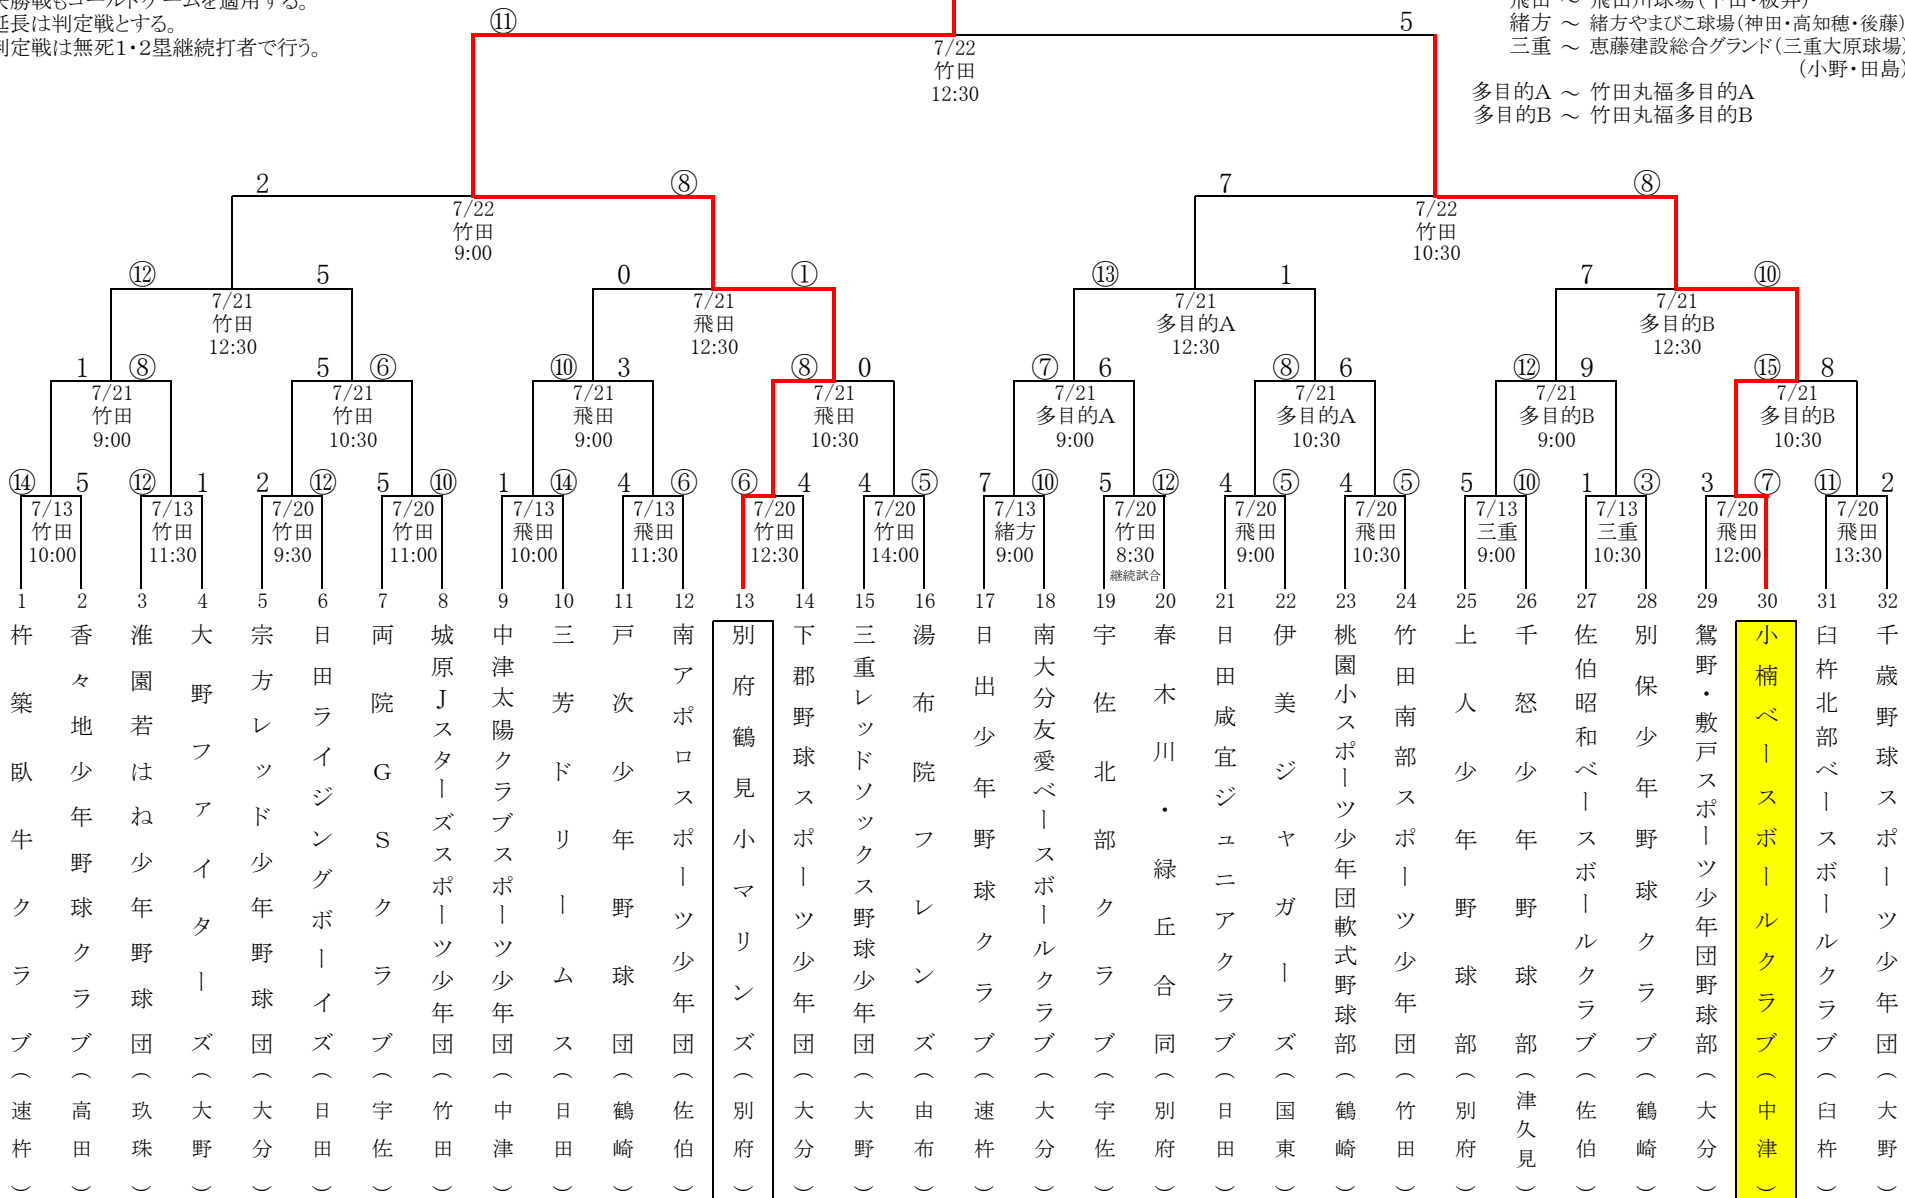 決勝戦もコールドゲームを適用する。
延長は判定戦とする。
判定戦は無死1・2塁継続打者で行う。
緒方 ～ 緒方やまびこ球場(神田・高知穂・後藤)
三重 ～ 恵藤建設総合グランド(三重大原球場)
(小野・田島)
多目的A ～ 竹田丸福多目的A
多目的B ～ 竹田丸福多目的B
⑪ 5
7/22
竹田
12:30
2 ⑧ 7 ⑧
7/22 7/22
竹田 竹田
9:00 10:30
⑫ 5 0 ① ⑬ 1 7 ⑩
7/21 7/21 7/21 7/21
竹田 飛田 多目的A 多目的B
12:30 12:30 12:30 12:30
1 ⑧ 5 ⑥ ⑩ 3 ⑧ 0 ⑦ 6 ⑧ 6 ⑫ 9 ⑮ 8
7/21 7/21 7/21 7/21 7/21 7/21 7/21 7/21
竹田 竹田 飛田 飛田 多目的A 多目的A 多目的B 多目的B
9:00 10:30 9:00 10:30 9:00 10:30 9:00 10:30
⑭ 5 ⑫ 1 2 ⑫ 5 ⑩ 1 ⑭ 4 ⑥ ⑥ 4 4 ⑤ 7 ⑩ 5 ⑫ 4 ⑤ 4 ⑤ 5 ⑩ 1 ③ 3 ⑦ ⑪ 2
7/13 7/13 7/20 7/20 7/13 7/13 7/20 7/20 7/13 7/20 7/20 7/20 7/13 7/13 7/20 7/20
竹田 竹田 竹田 竹田 飛田 飛田 竹田 竹田 緒方 竹田 飛田 飛田 三重 三重 飛田 飛田
10:00 11:30 9:30 11:00 10:00 11:30 12:30 14:00 9:00 8:30 9:00 10:30 9:00 10:30 12:00 13:30
継続試合
1 2 3 4 5 6 7 8 9 10 11 12 13 14 15 16 17 18 19 20 21 22 23 24 25 26 27 28 29 30 31 32
杵築臥牛クラブ(速杵)
香々地少年野球クラブ(高田)
淮園若はね少年野球団(玖珠)
大野ファイターズ(大野)
宗方レッド少年野球団(大分)
日田ライジングボーイズ(日田)
両院GSクラブ(宇佐)
城原Jスターズスポーツ少年団(竹田)
中津太陽クラブスポーツ少年団(中津)
三芳ドリームス(日田)
戸次少年野球団(鶴崎)
南アポロスポーツ少年団(佐伯)
別府鶴見小マリンズ(別府)
下郡野球スポーツ少年団(大分)
三重レッドソックス野球少年団(大野)
湯布院フレンズ(由布)
日出少年野球クラブ(速杵)
南大分友愛ベースボールクラブ(大分)
宇佐北部クラブ(宇佐)
春木川・緑丘合同(別府)
日田咸宜ジュニアクラブ(日田)
伊美ジャガーズ(国東)
桃園小スポーツ少年団軟式野球部(鶴崎)
竹田南部スポーツ少年団(竹田)
上人少年野球部(別府)
千怒少年野球部(津久見)
佐伯昭和ベースボールクラブ(佐伯)
別保少年野球クラブ(鶴崎)
鴛野・敷戸スポーツ少年団野球部(大分)
小楠ベースボールクラブ(中津)
臼杵北部ベースボールクラブ(臼杵)
千歳野球スポーツ少年団(大野)